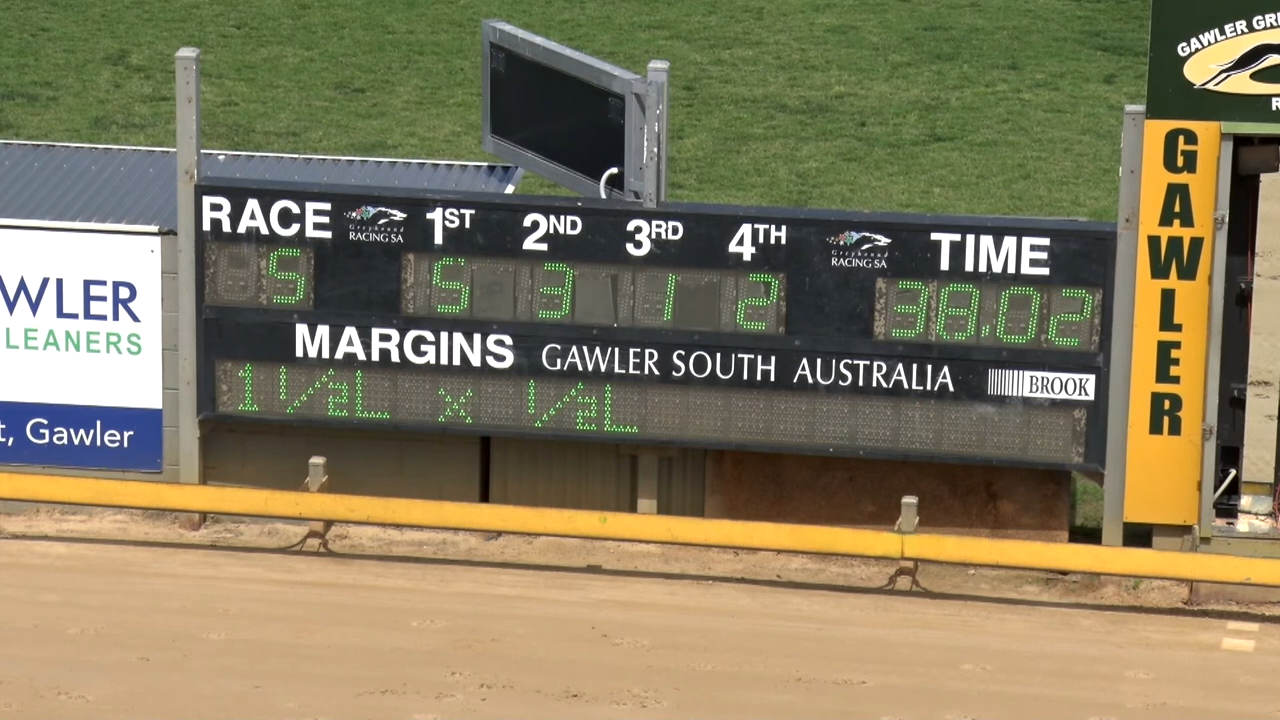 GAWLER GRE
R
GAWLER
RACE Greyhound RACING SA 1ST 2ND 3RD 4TH Greyhound RACING SA TIME
5 5 3 1 2 38.02
MARGINS GAWLER SOUTH AUSTRALIA BROOK
1 1/2L x 1/2L
WLER
LEANERS
t, Gawler